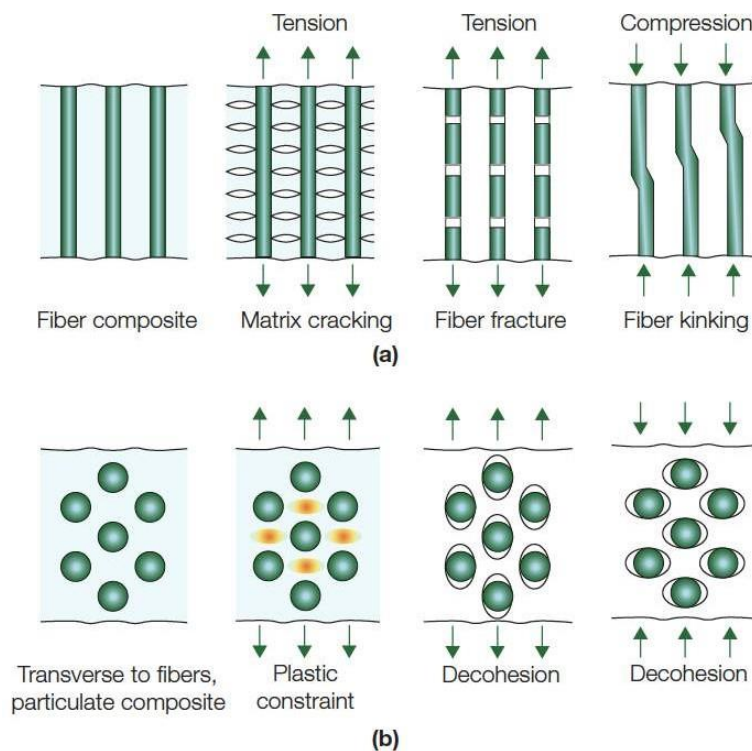 Tension
Tension
Compression
Fiber composite
Matrix cracking
Fiber fracture
Fiber kinking
(a)
Transverse to fibers,
particulate composite
Plastic
constraint
Decohesion
Decohesion
(b)